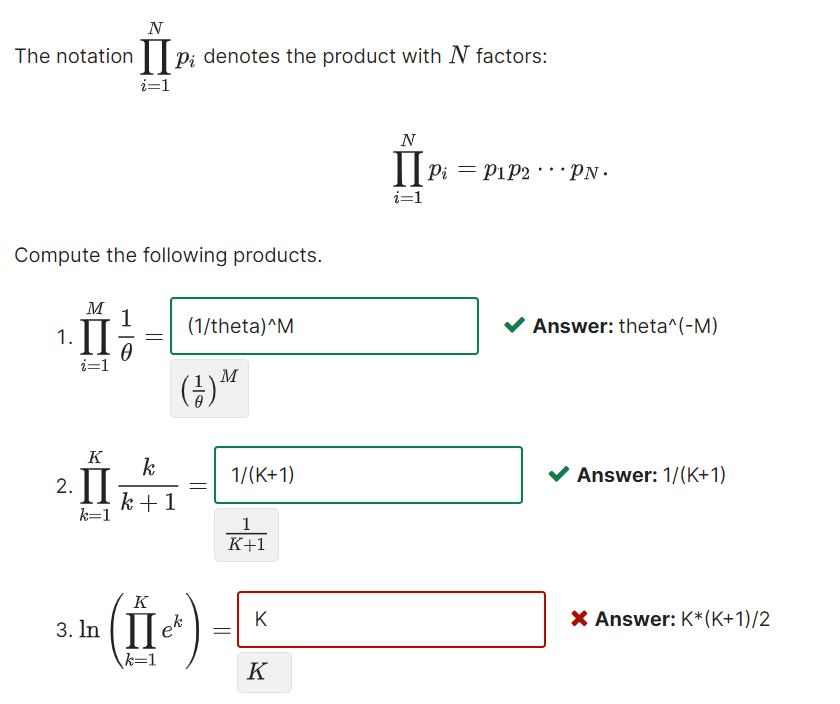 The notation $\prod_{i=1}^{N} p_i$ denotes the product with $N$ factors:
$\prod_{i=1}^{N} p_i = p_1 p_2 \cdots p_N.$
Compute the following products.
1. $\prod_{i=1}^{M} \frac{1}{\theta} =$ (1/theta)^M ✔ Answer: theta^(-M)
$\left(\frac{1}{\theta}\right)^M$
2. $\prod_{k=1}^{K} \frac{k}{k+1} =$ 1/(K+1) ✔ Answer: 1/(K+1)
$\frac{1}{K+1}$
3. $\ln \left( \prod_{k=1}^{K} e^k \right) =$ K ✖ Answer: K*(K+1)/2
$K$